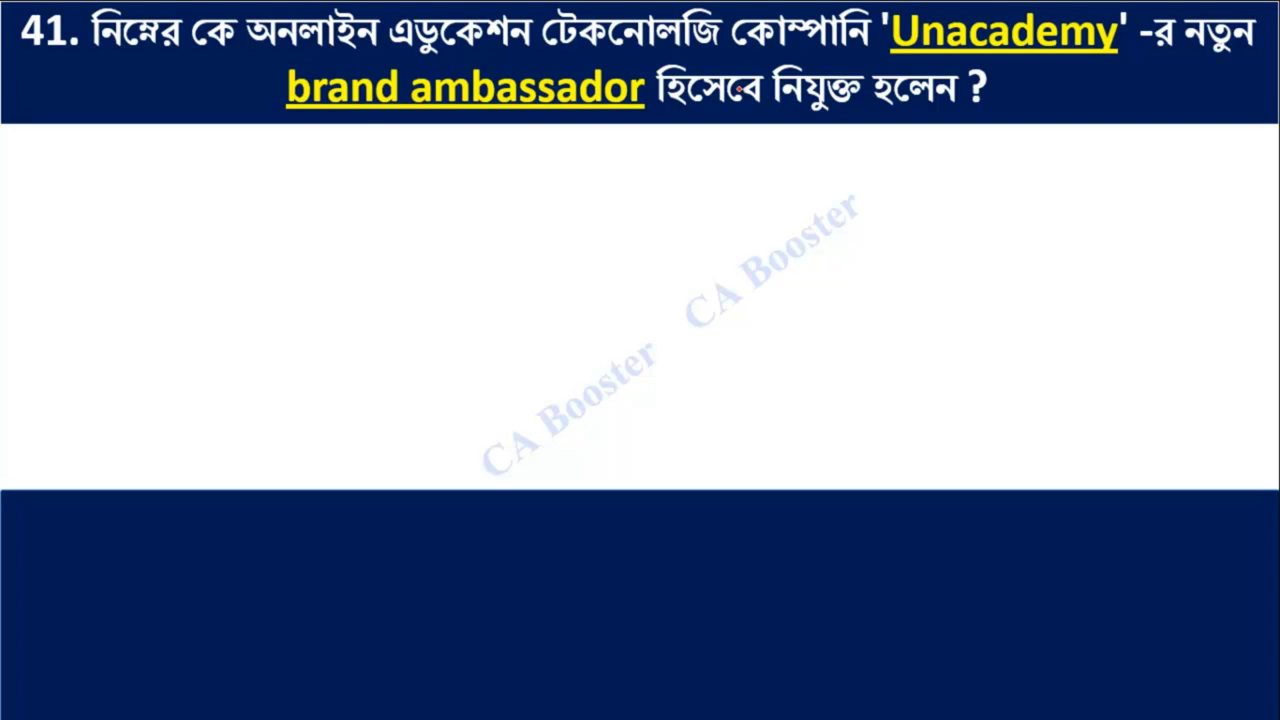 41. নিম্নের কে অনলাইন এডুকেশন টেকনোলজি কোম্পানি 'Unacademy' -র নতুন
brand ambassador হিসেবে নিযুক্ত হলেন ?
CA Booster
CA Booster